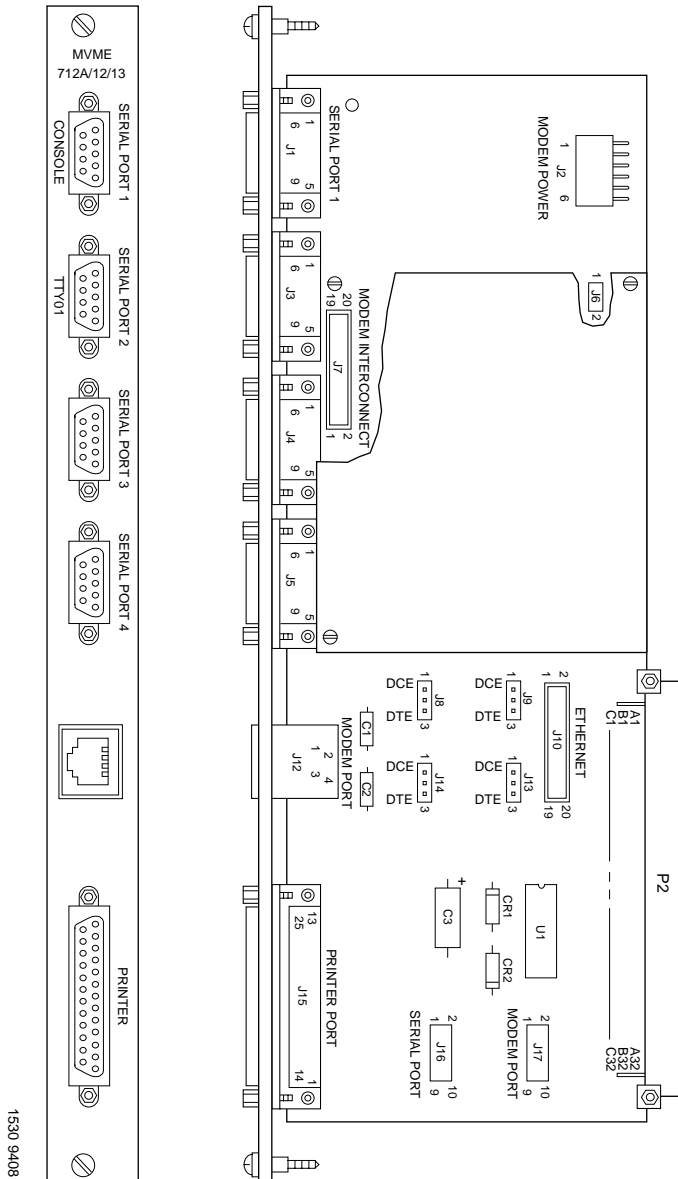 MVME
712A/12/13
SERIAL PORT 1
CONSOLE
SERIAL PORT 2
TTY01
SERIAL PORT 3
SERIAL PORT 4
PRINTER
SERIAL PORT 1
1
5
6
9
J1
1
5
6
9
J3
1
5
6
9
J4
1
5
6
9
J5
MODEM POWER
1
J2
6
1
J6
2
MODEM INTERCONNECT
20
19
J7
2
1
DCE
1
J8
3
DTE
DCE
1
J9
3
DTE
ETHERNET
2
1
J10
20
19
DCE
1
J14
3
DTE
DCE
1
J13
3
DTE
C1
C2
MODEM PORT
J12
1
2
3
4
A1
B1
C1
P2
A32
B32
C32
+
C3
CR1
CR2
U1
PRINTER PORT
13
25
J15
1
14
SERIAL PORT
2
1
J16
10
9
MODEM PORT
2
1
J17
10
9
1530 9408